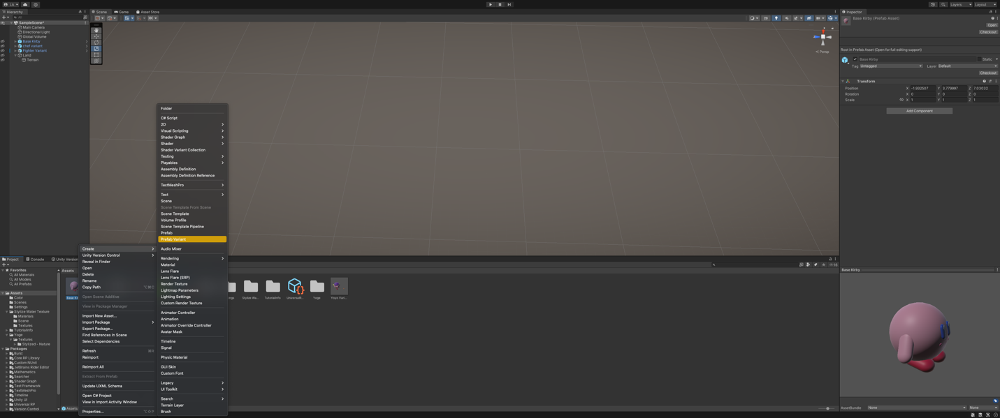 LA
Layers
Layout
Hierarchy
All
SampleScene*
Main Camera
Directional Light
Global Volume
Base Kirby
chef variant
Fighter Variant
Land
Terrain
Scene
Game
Asset Store
2D
Persp
Inspector
Base Kirby (Prefab Asset)
Open
Checkout
Root in Prefab Asset (Open for full editing support)
Base Kirby
Static
Tag Untagged
Layer Default
Checkout
Transform
Position X -1.932507 Y 3.779997 Z 7.03032
Rotation X 0 Y 0 Z 0
Scale X 1 Y 1 Z 1
Add Component
Folder
C# Script
2D
Visual Scripting
Shader Graph
Shader
Shader Variant Collection
Testing
Playables
Assembly Definition
Assembly Definition Reference
TextMeshPro
Text
Scene
Scene Template From Scene
Scene Template
Volume Profile
Scene Template Pipeline
Prefab
Prefab Variant
Audio Mixer
Rendering
Material
Lens Flare
Lens Flare (SRP)
Render Texture
Lightmap Parameters
Lighting Settings
Custom Render Texture
Animator Controller
Animation
Animator Override Controller
Avatar Mask
Timeline
Signal
Physic Material
GUI Skin
Custom Font
Legacy
UI Toolkit
Search
Terrain Layer
Brush
Create
Unity Version Control
Reveal in Finder
Open
Delete
Rename
Copy Path ⌥⌘C
Open Scene Additive
View in Package Manager
Import New Asset...
Import Package
Export Package...
Find References In Scene
Select Dependencies
Refresh ⌘R
Reimport
Reimport All
Extract From Prefab
Update UXML Schema
Open C# Project
View in Import Activity Window
Properties... ⌥⇧P
Project
Console
Unity Version
Favorites
All Materials
All Models
All Prefabs
Assets
Color
Scenes
Settings
Stylize Water Texture
Materials
Scene
Textures
TutorialInfo
Yoge
Textures
Stylized - Nature
Packages
Burst
Core RP Library
Custom NUnit
JetBrains Rider Editor
Mathematics
Searcher
Shader Graph
Test Framework
TextMeshPro
Timeline
Unity UI
Universal RP
Version Control
Assets
Base Ki
ngs
Stylize We...
TutorialInfo
UniversalR...
Yoge
Yoyo Vari...
Assets
Base Kirby
AssetBundle
None
None